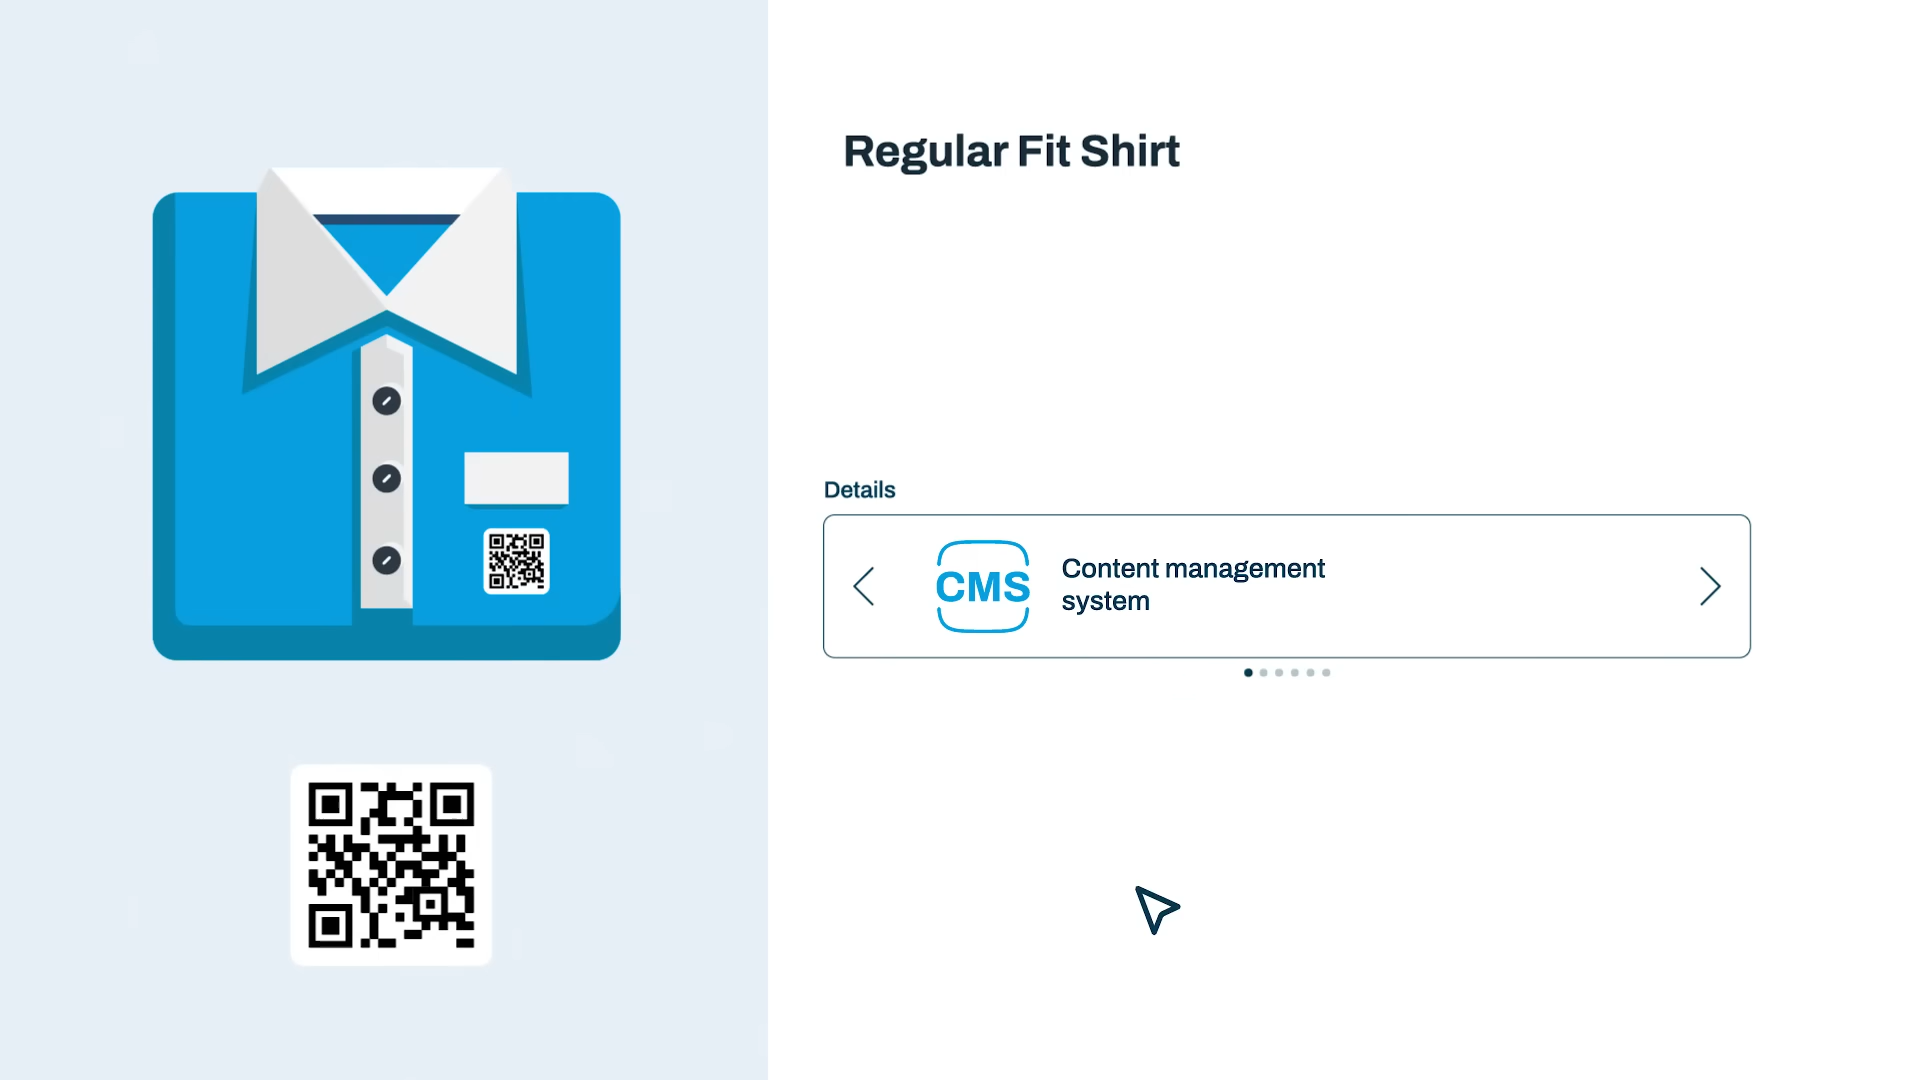 Regular Fit Shirt
Details
CMS
Content management
system